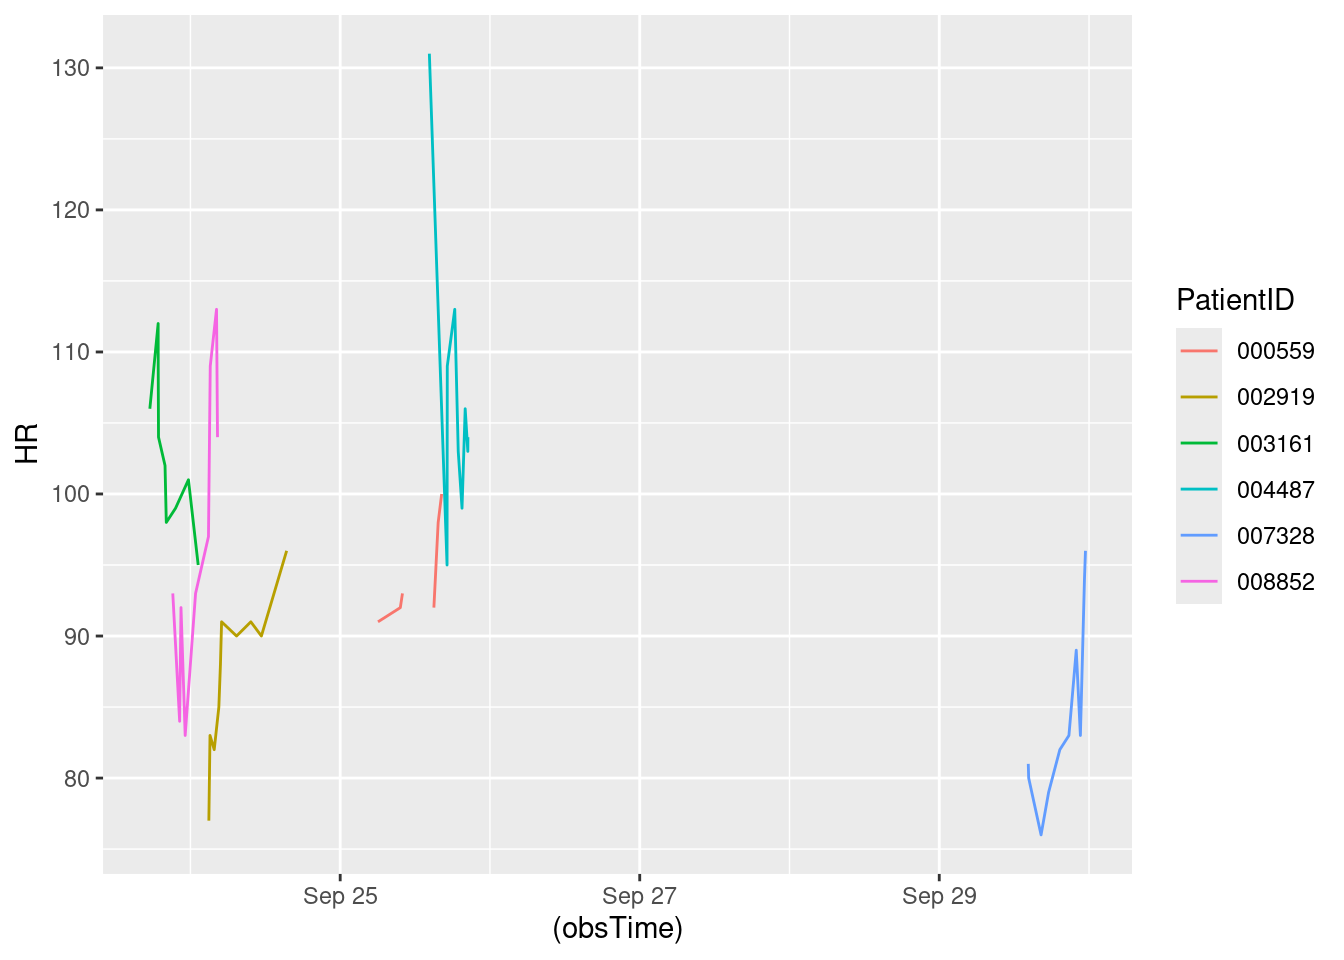 130
120
110
100
90
80
HR
Sep 25
Sep 27
Sep 29
(obsTime)
PatientID
000559
002919
003161
004487
007328
008852